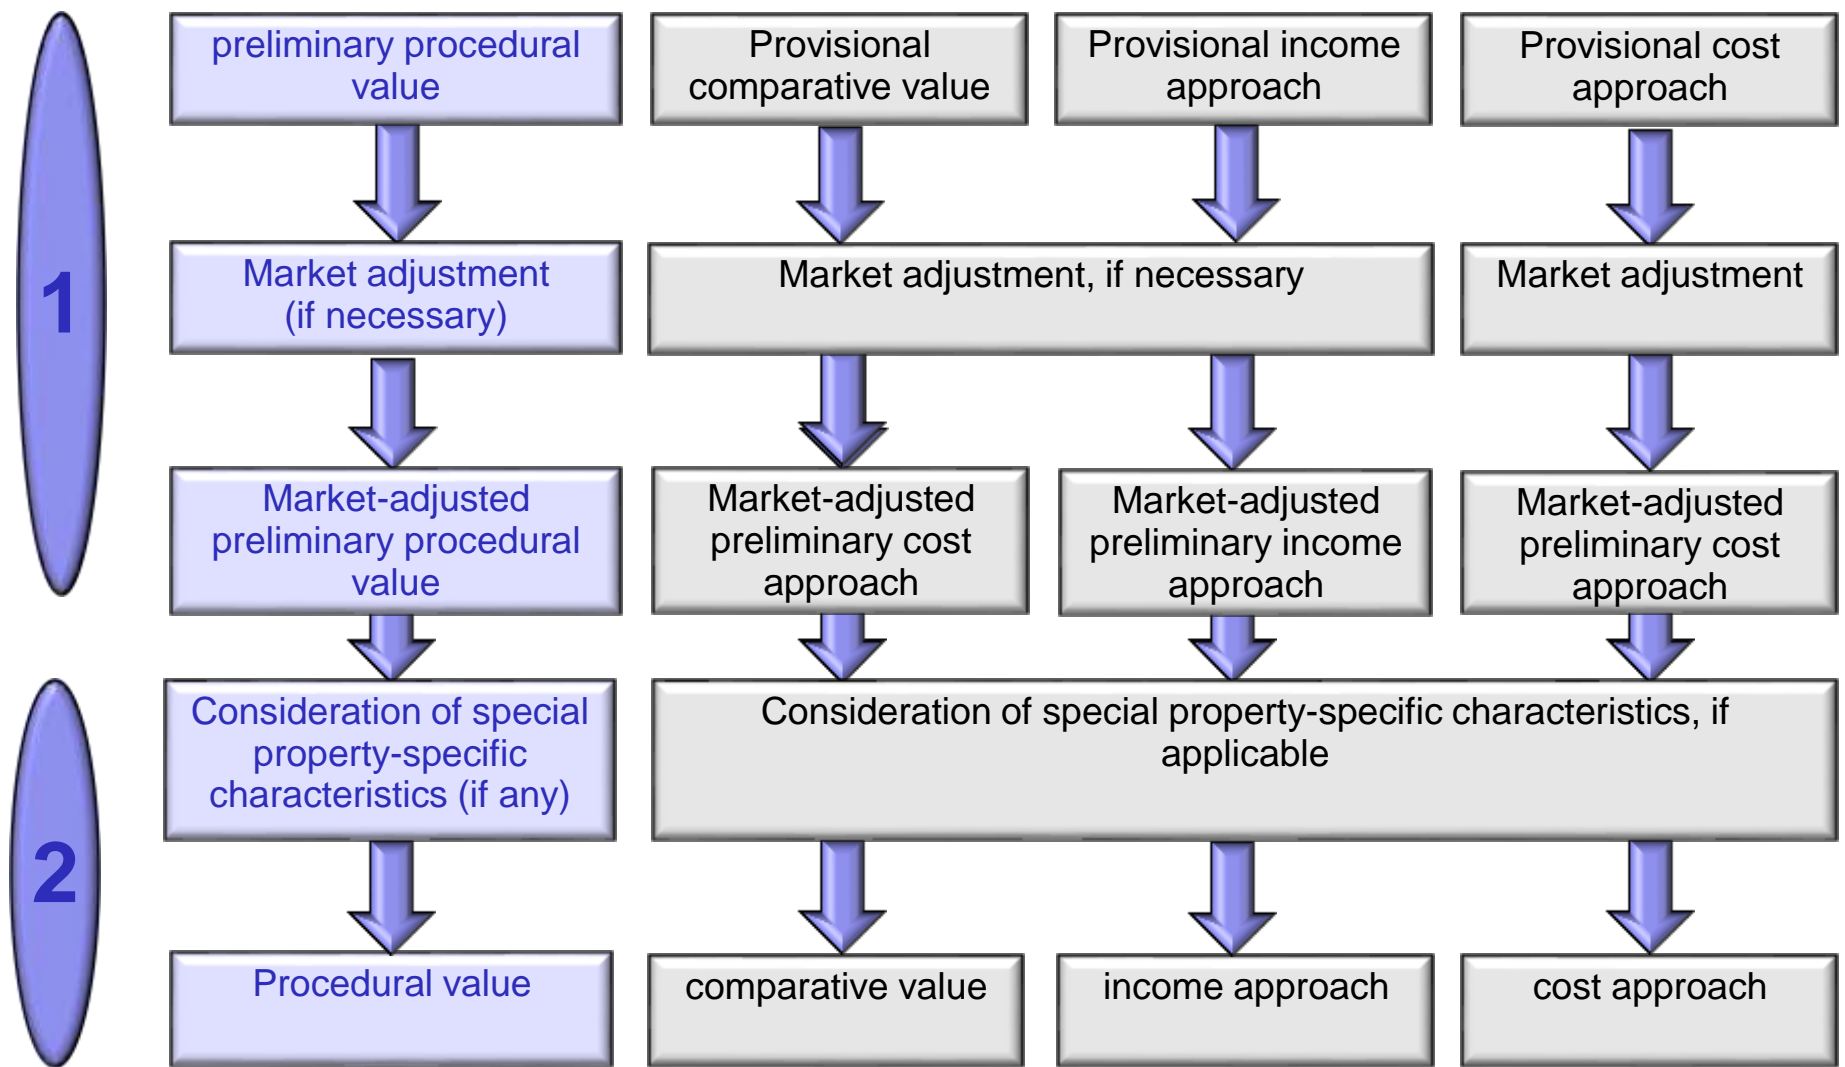 1
preliminary procedural
value
Provisional
comparative value
Provisional income
approach
Provisional cost
approach
Market adjustment
(if necessary)
Market adjustment, if necessary
Market adjustment
Market-adjusted
preliminary procedural
value
Market-adjusted
preliminary cost
approach
Market-adjusted
preliminary income
approach
Market-adjusted
preliminary cost
approach
2
Consideration of special
property-specific
characteristics (if any)
Consideration of special property-specific characteristics, if
applicable
Procedural value
comparative value
income approach
cost approach